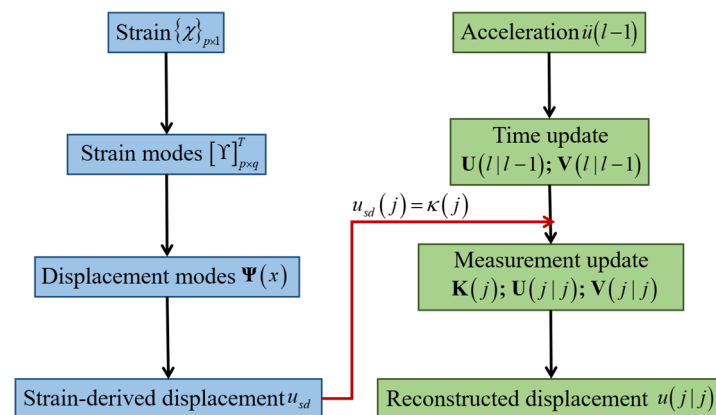 Strain {χ}p×1
Strain modes [ϒ]ᵀp×q
Displacement modes Ψ(x)
Strain-derived displacement usd
usd(j)=κ(j)
Acceleration ü(l−1)
Time update
U(l|l−1); V(l|l−1)
Measurement update
K(j); U(j|j); V(j|j)
Reconstructed displacement u(j|j)